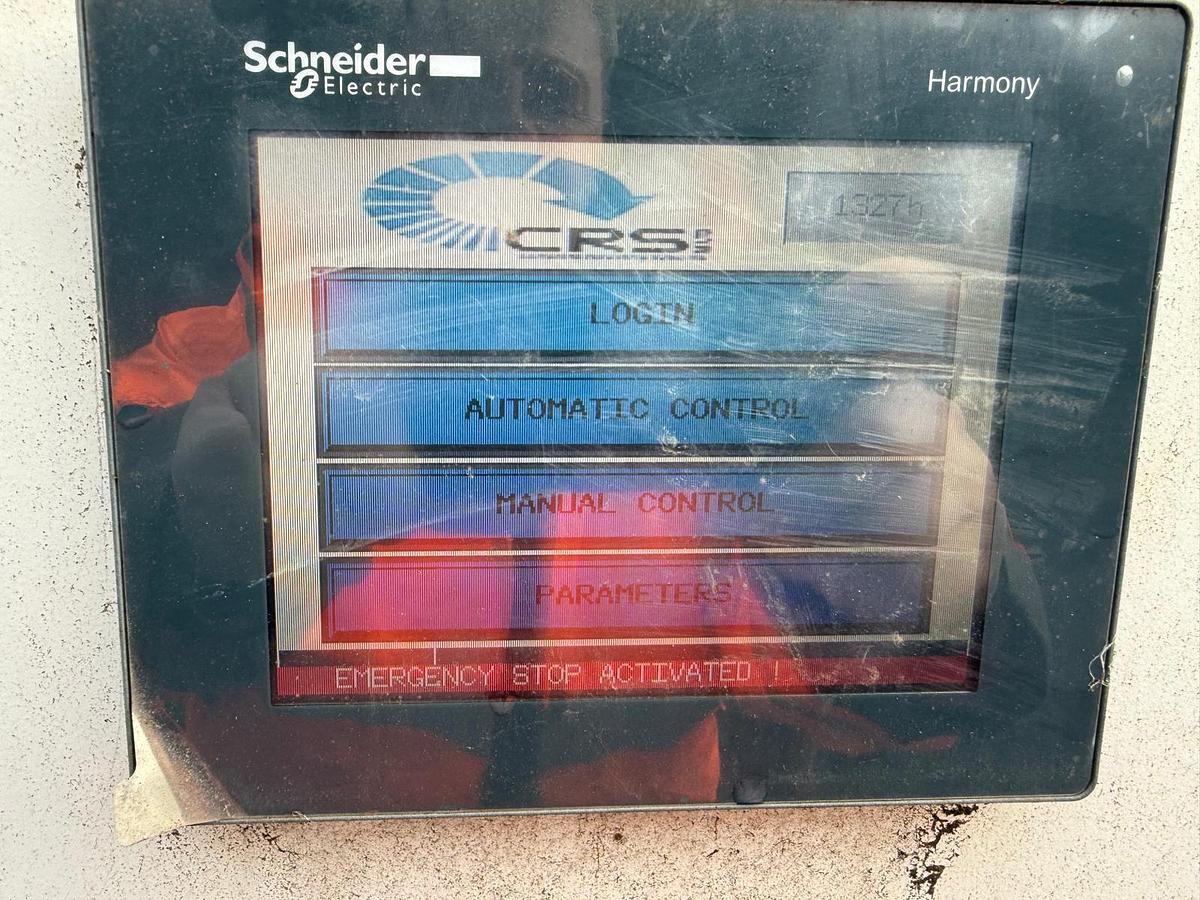 Schneider
Electric
Harmony
1327h
CRS
LOGIN
AUTOMATIC CONTROL
MANUAL CONTROL
PARAMETERS
EMERGENCY STOP ACTIVATED !